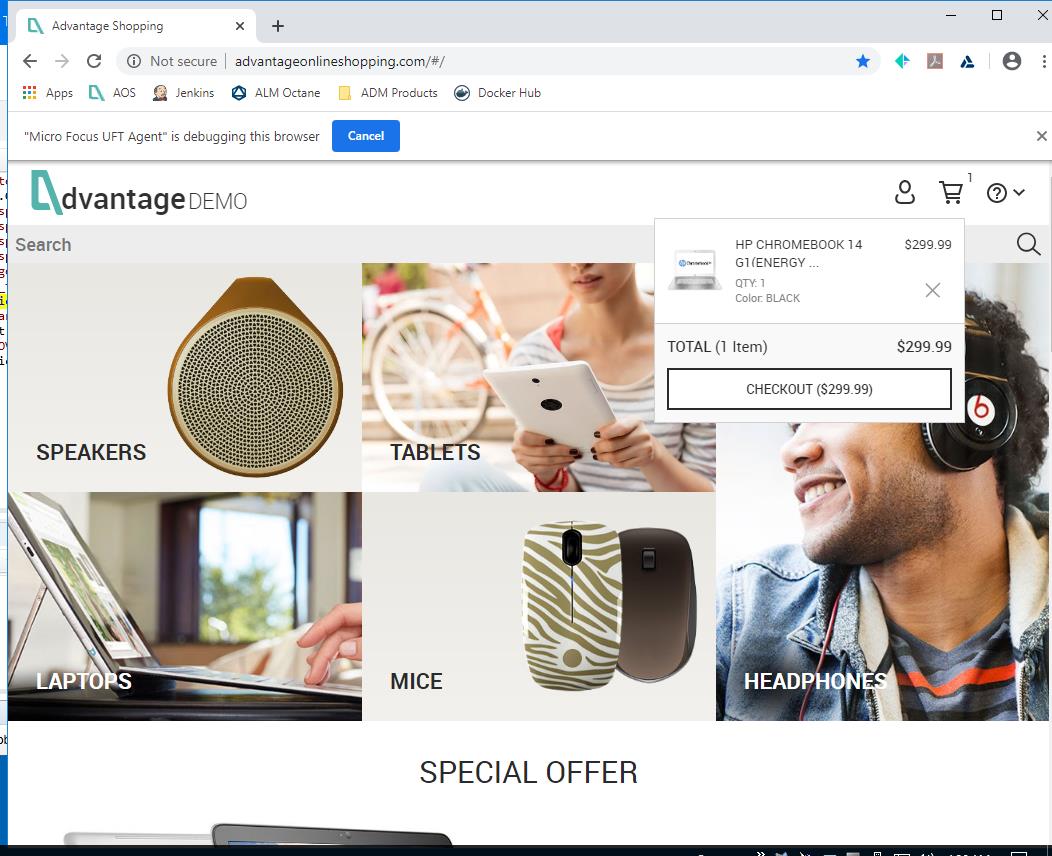 Advantage Shopping
Not secure
advantageonlineshopping.com/#/
Apps
AOS
Jenkins
ALM Octane
ADM Products
Docker Hub
"Micro Focus UFT Agent" is debugging this browser
Cancel
dvantage DEMO
1
Search
HP CHROMEBOOK 14
G1(ENERGY ...
$299.99
QTY: 1
Color: BLACK
TOTAL (1 Item)
$299.99
CHECKOUT ($299.99)
SPEAKERS
TABLETS
LAPTOPS
MICE
HEADPHONES
SPECIAL OFFER